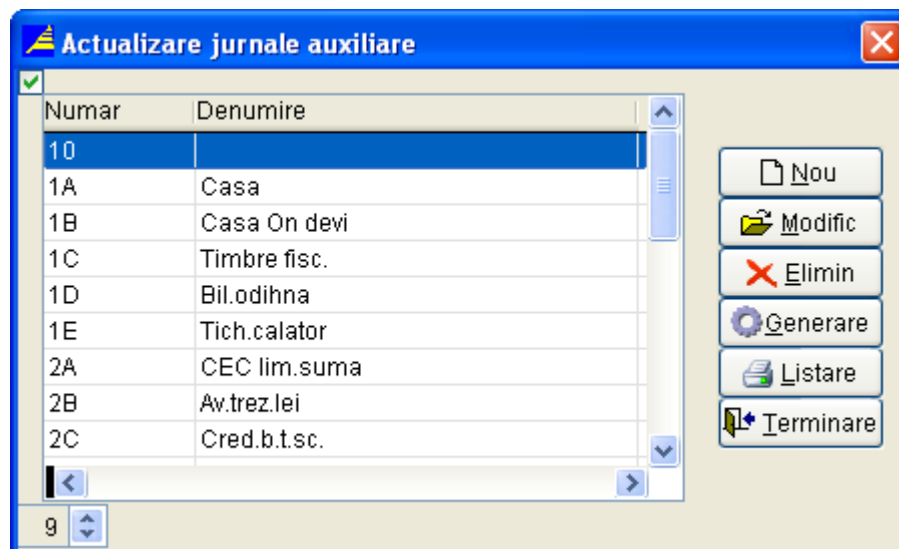 Actualizare jurnale auxiliare
Numar Denumire
10
1A Casa
1B Casa On devi
1C Timbre fisc.
1D Bil.odihna
1E Tich.calator
2A CEC lim.suma
2B Av.trez.lei
2C Cred.b.t.sc.
Nou
Modific
Elimin
Generare
Listare
Terminare
9